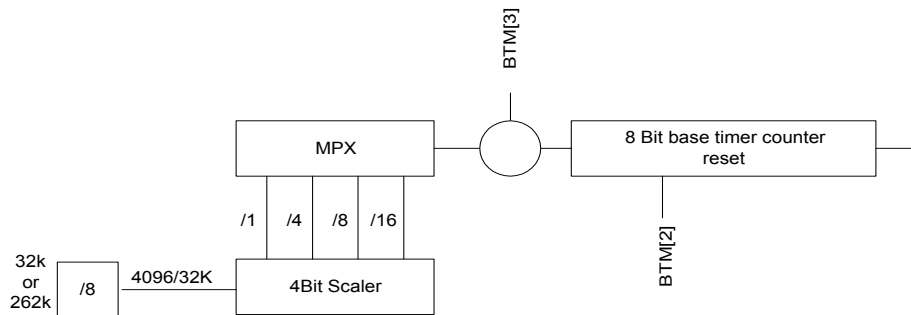 BTM[3]
MPX
8 Bit base timer counter
reset
/1
/4
/8
/16
BTM[2]
32k
or
262k
/8
4096/32K
4Bit Scaler